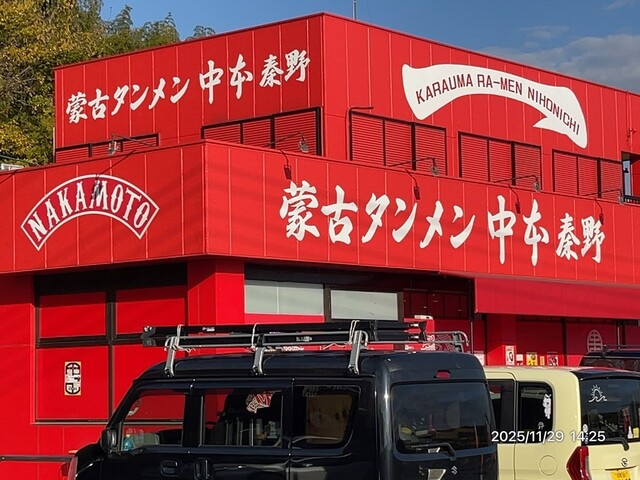 蒙古タンメン 中本 秦野
KARAUMA RA-MEN NIHONICHI
NAKAMOTO
蒙古タンメン 中本 秦野
2025/11/29 14:25